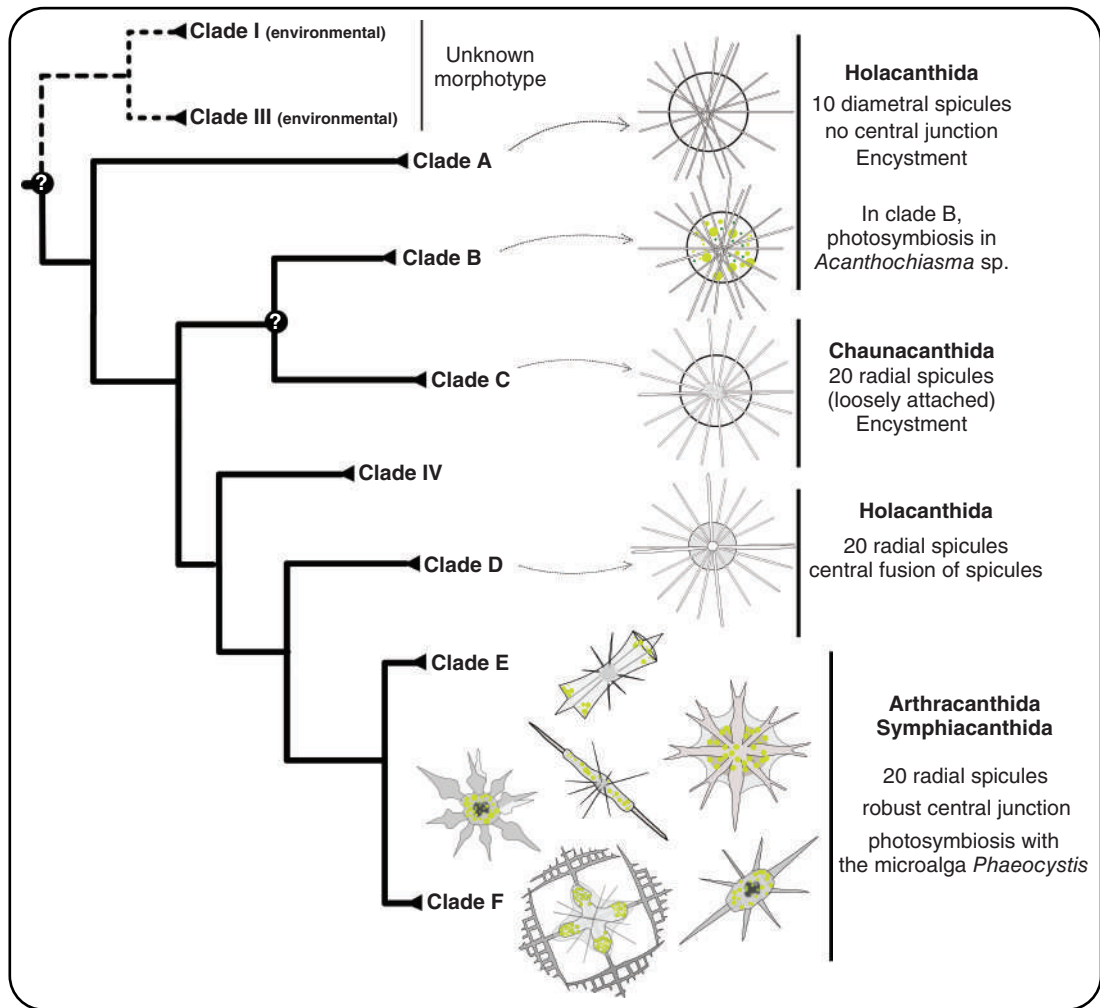 Clade I (environmental)
Unknown
morphotype
Clade III (environmental)
?
Clade A
Holacanthida
10 diametral spicules
no central junction
Encystment
Clade B
In clade B,
photosymbiosis in
Acanthochiasma sp.
?
Clade C
Chaunacanthida
20 radial spicules
(loosely attached)
Encystment
Clade IV
Clade D
Holacanthida
20 radial spicules
central fusion of spicules
Clade E
Clade F
Arthracanthida
Symphiacanthida
20 radial spicules
robust central junction
photosymbiosis with
the microalga Phaeocystis